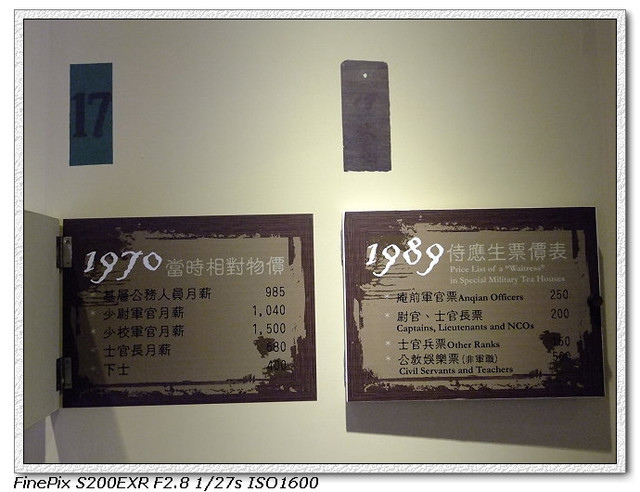 17
1970 當時相對物價
基層公務人員月薪 985
少尉軍官月薪 1,040
少校軍官月薪 1,500
士官長月薪 680
下士 400
1989 侍應生票價表
Price List of a "Waitress"
in Special Military Tea Houses
庵前軍官票 Anqian Officers 250
尉官、士官長票 200
Captains, Lieutenants and NCOs
士官兵票 Other Ranks
公教娛樂票(非軍職)
Civil Servants and Teachers
FinePix S200EXR F2.8 1/27s ISO1600